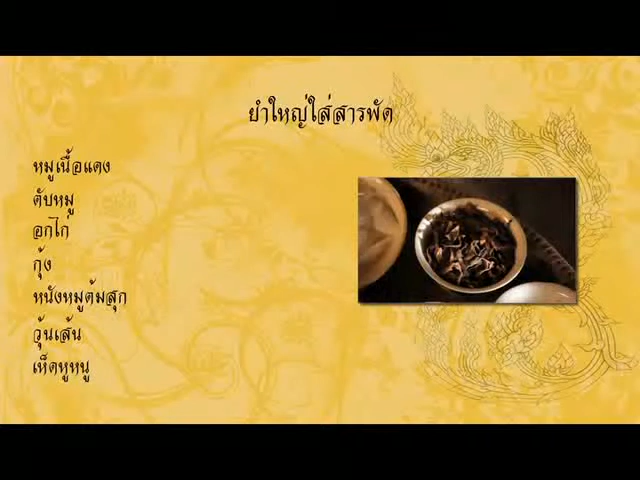 ยำใหญ่ใส่สารพัด
หมูเนื้อแดง
ตับหมู
อกไก่
กุ้ง
หนังหมูต้มสุก
วุ้นเส้น
เห็ดหูหนู